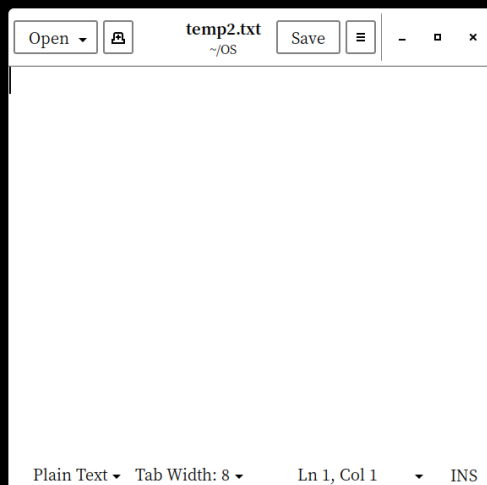 Open
temp2.txt
~/OS
Save
Plain Text
Tab Width: 8
Ln 1, Col 1
INS